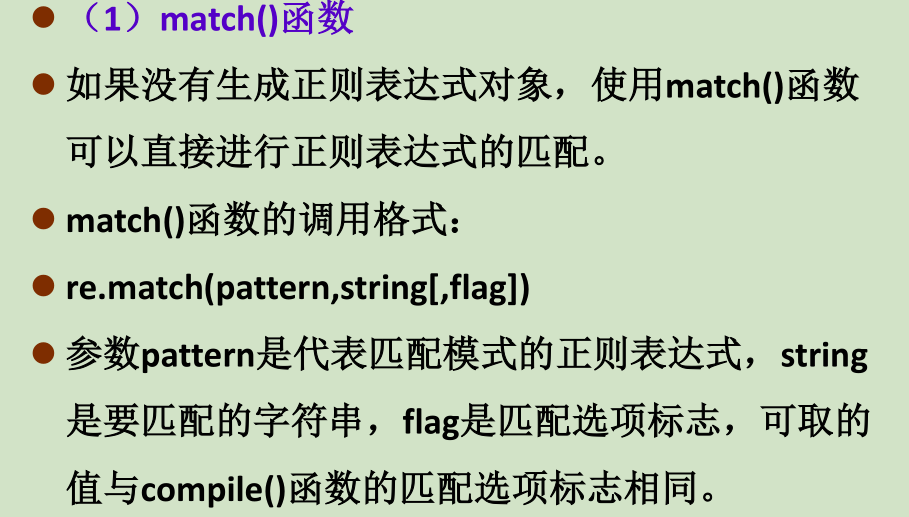 （1）match()函数
如果没有生成正则表达式对象，使用match()函数
可以直接进行正则表达式的匹配。
match()函数的调用格式：
re.match(pattern,string[,flag])
参数pattern是代表匹配模式的正则表达式，string
是要匹配的字符串，flag是匹配选项标志，可取的
值与compile()函数的匹配选项标志相同。